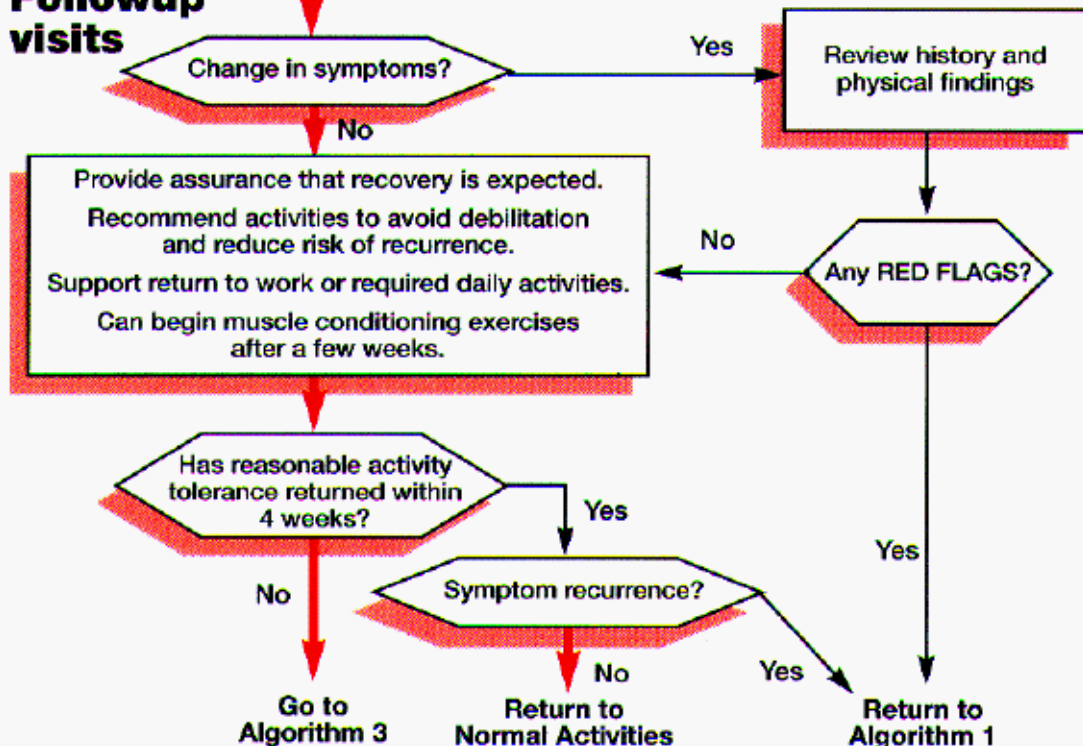 Followup
visits
Change in symptoms?
Yes
Review history and
physical findings
No
Provide assurance that recovery is expected.
Recommend activities to avoid debilitation
and reduce risk of recurrence.
Support return to work or required daily activities.
Can begin muscle conditioning exercises
after a few weeks.
No
Any RED FLAGS?
Has reasonable activity
tolerance returned within
4 weeks?
Yes
Yes
No
Symptom recurrence?
No
Yes
Go to
Algorithm 3
Return to
Normal Activities
Return to
Algorithm 1